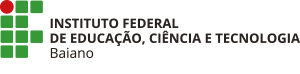 INSTITUTO FEDERAL
DE EDUCAÇÃO, CIÊNCIA E TECNOLOGIA
Baiano